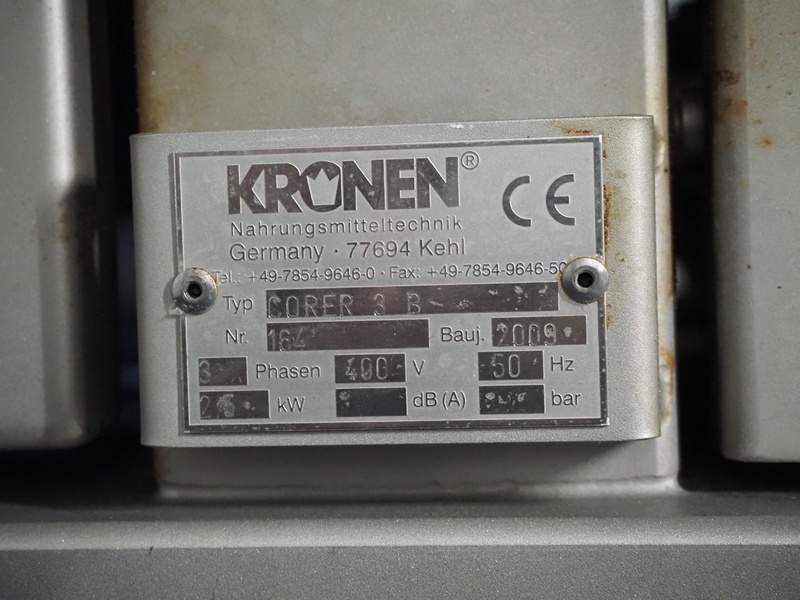 KRONEN®
CE
Nahrungsmitteltechnik
Germany · 77694 Kehl
Tel.: +49-7854-9646-0 · Fax: +49-7854-9646-50
Typ CORER 3 B
Nr. 164 Bauj. 2009
3 Phasen 400 V 50 Hz
kW dB (A) bar